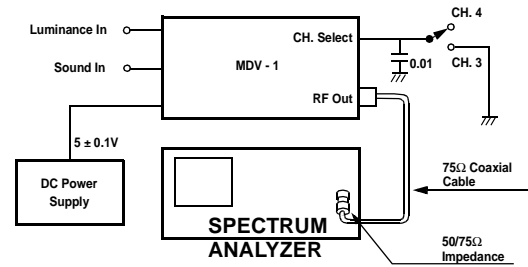 CH. 4
Luminance In
CH. Select
Sound In
MDV - 1
0.01
CH. 3
RF Out
5 ± 0.1V
DC Power
Supply
75Ω Coaxial
Cable
SPECTRUM
ANALYZER
50/75Ω
Impedance